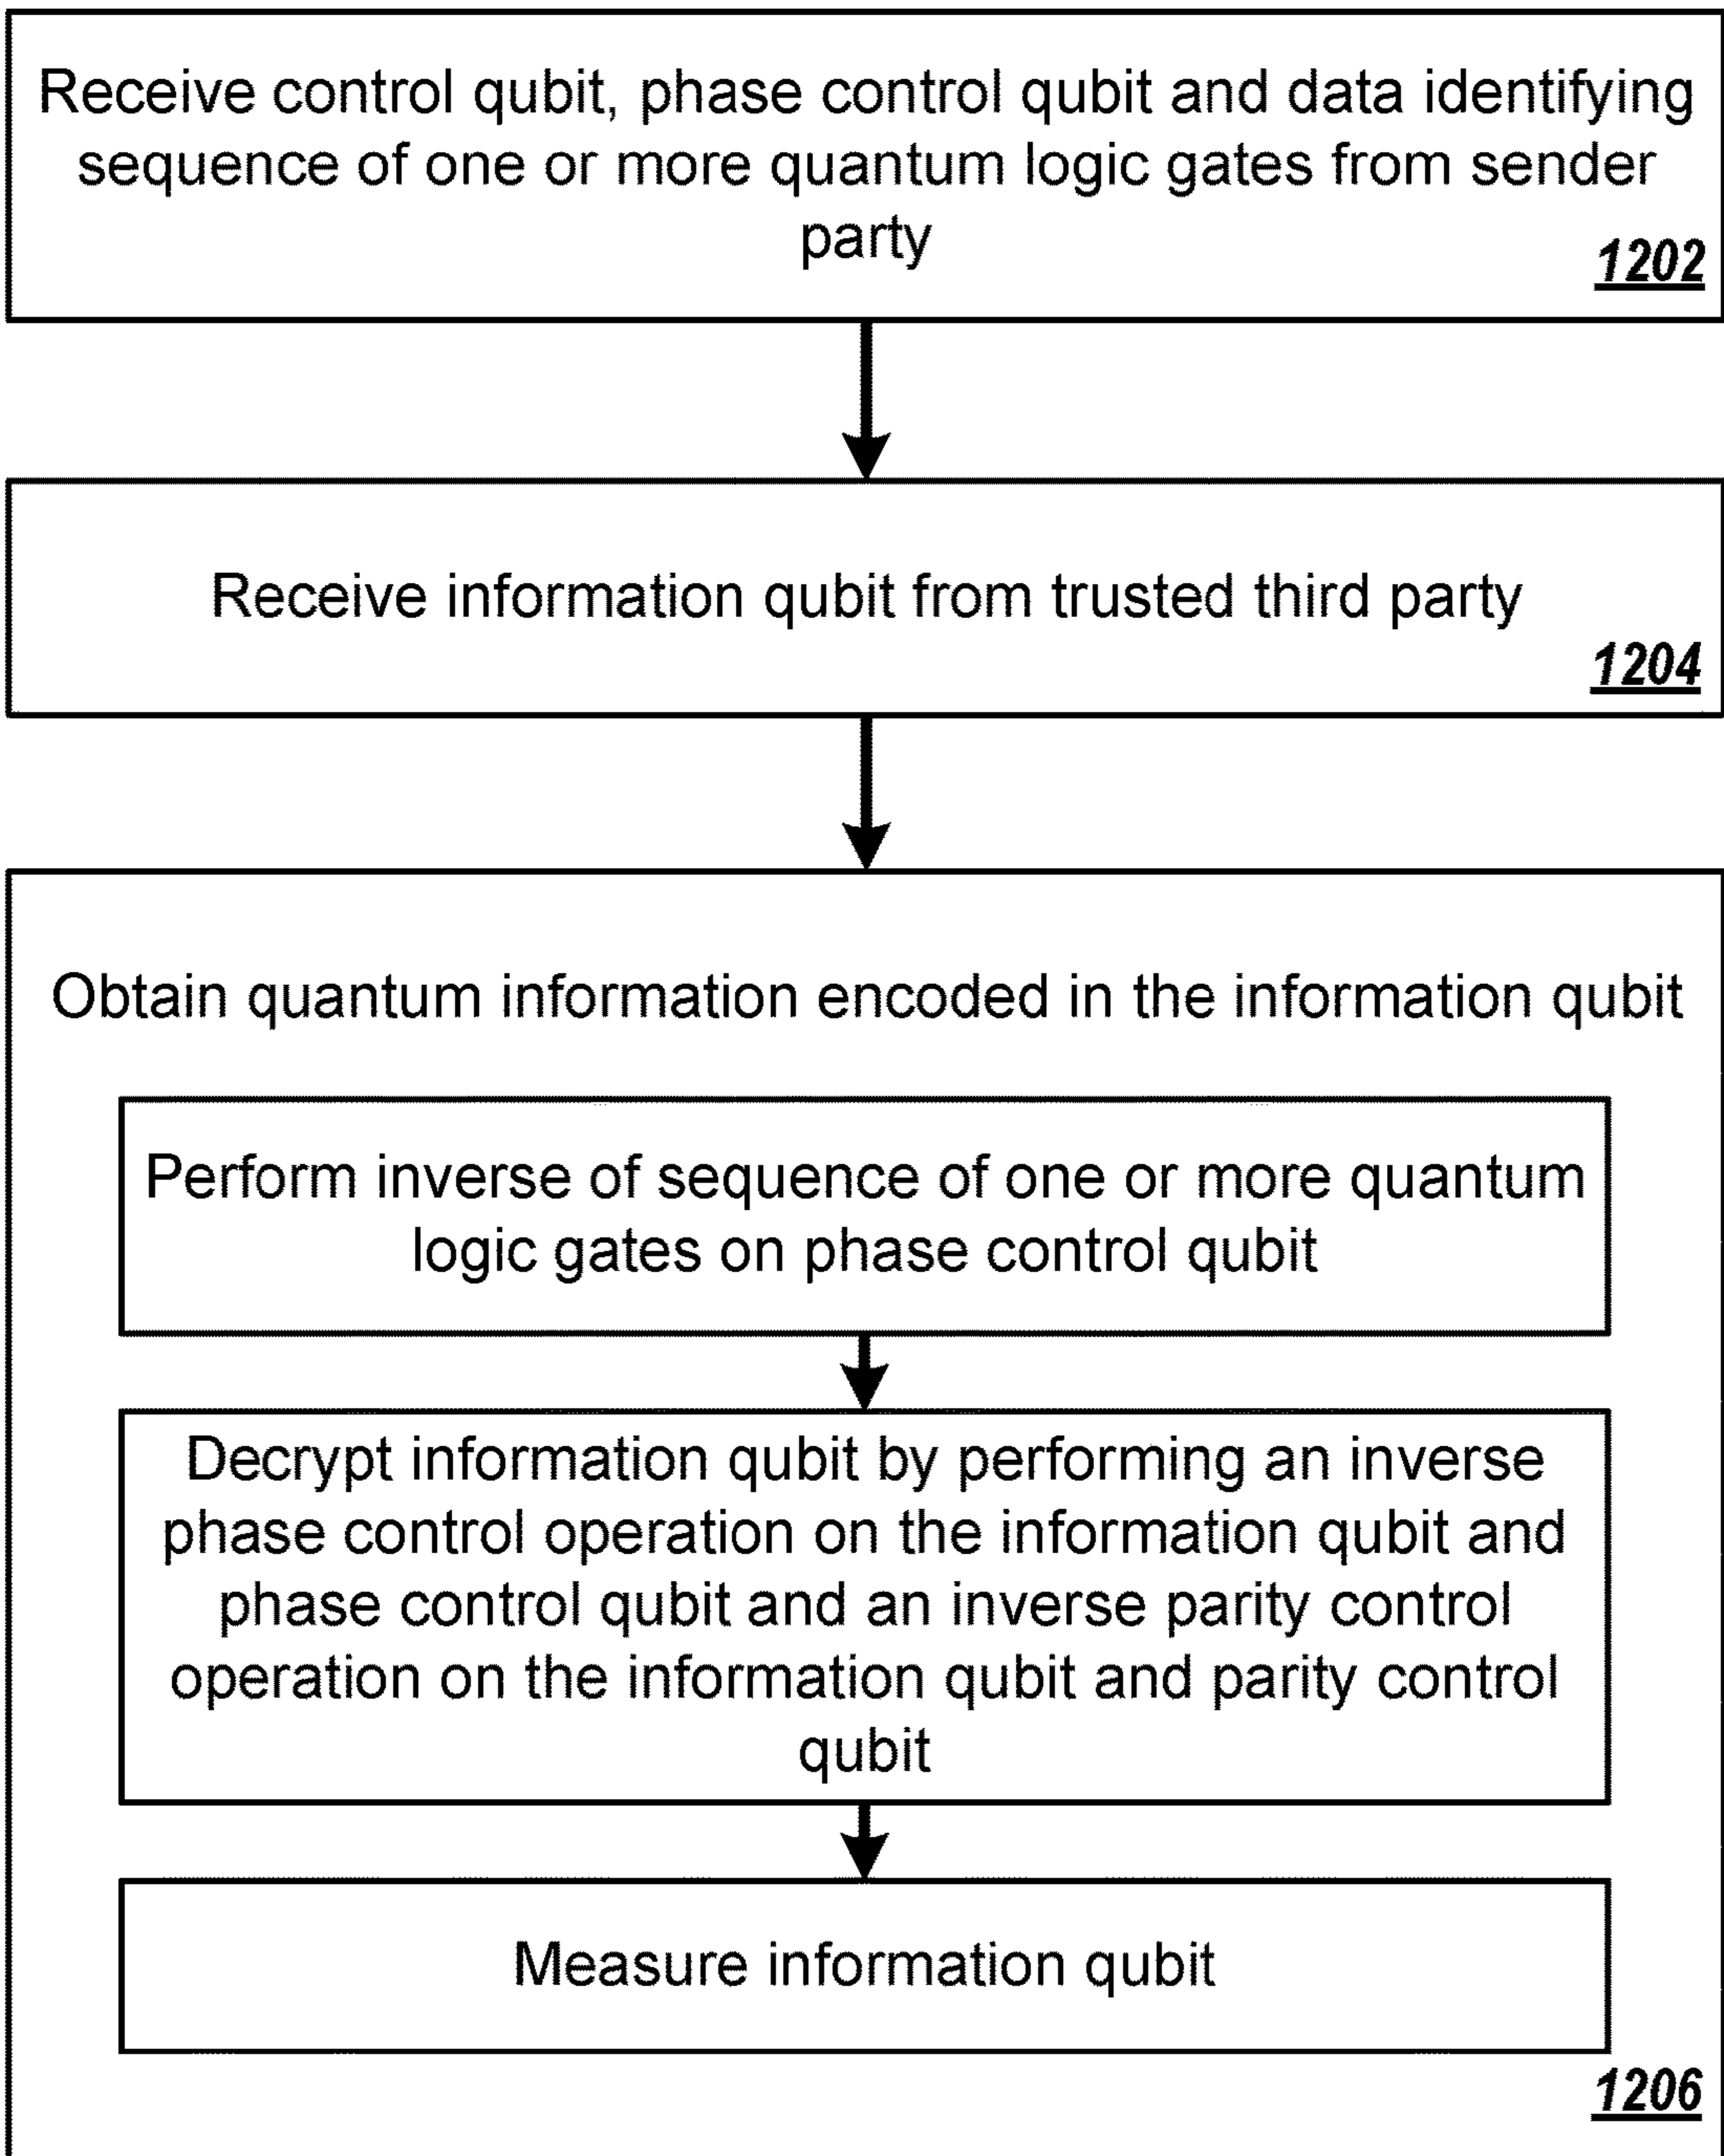 Receive control qubit, phase control qubit and data identifying
sequence of one or more quantum logic gates from sender
party
1202
Receive information qubit from trusted third party
1204
Obtain quantum information encoded in the information qubit
Perform inverse of sequence of one or more quantum
logic gates on phase control qubit
Decrypt information qubit by performing an inverse
phase control operation on the information qubit and
phase control qubit and an inverse parity control
operation on the information qubit and parity control
qubit
Measure information qubit
1206